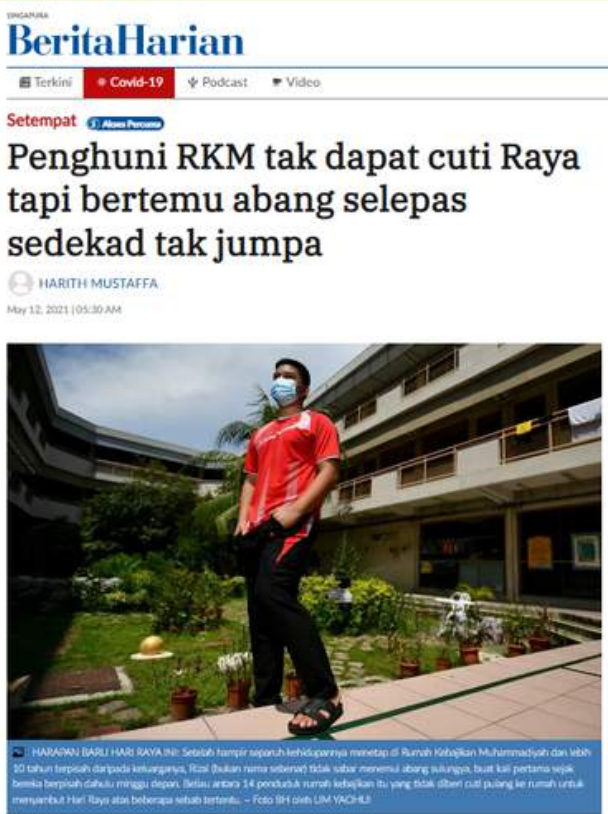 SINGAPURA
BeritaHarian
Terkini Covid-19 Podcast Video
Setempat Akses Percuma
Penghuni RKM tak dapat cuti Raya
tapi bertemu abang selepas
sedekad tak jumpa
HARITH MUSTAFFA
May 12, 2021 | 05:30 AM
HARAPAN BARU HARI RAYA INI: Setelah hampir separuh kehidupannya menetap di Rumah Kebajikan Muhammadiyah dan lebih
10 tahun terpisah daripada keluarganya, Rizal (bukan nama sebenar) tidak sabar menemui abang sulungnya, buat kali pertama sejak
mereka berpisah dahulu minggu depan. Beliau antara 14 penduduk rumah kebajikan itu yang tidak diberi cuti pulang ke rumah untuk
menyambut Hari Raya atas beberapa sebab tertentu. – Foto BH oleh LIM YAOHUI